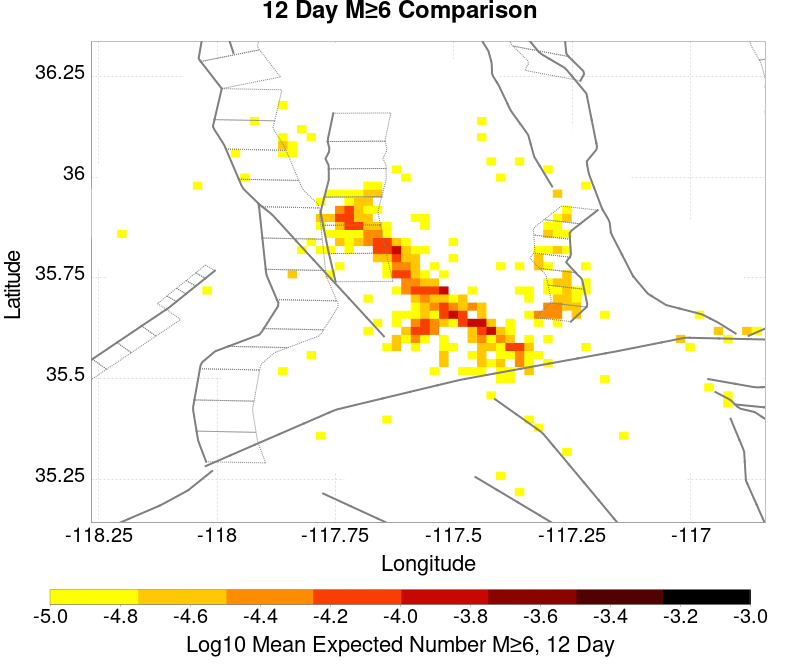 12 Day M≥6 Comparison
36.25
36
35.75
35.5
35.25
Latitude
-118.25 -118 -117.75 -117.5 -117.25 -117
Longitude
-5.0 -4.8 -4.6 -4.4 -4.2 -4.0 -3.8 -3.6 -3.4 -3.2 -3.0
Log10 Mean Expected Number M≥6, 12 Day